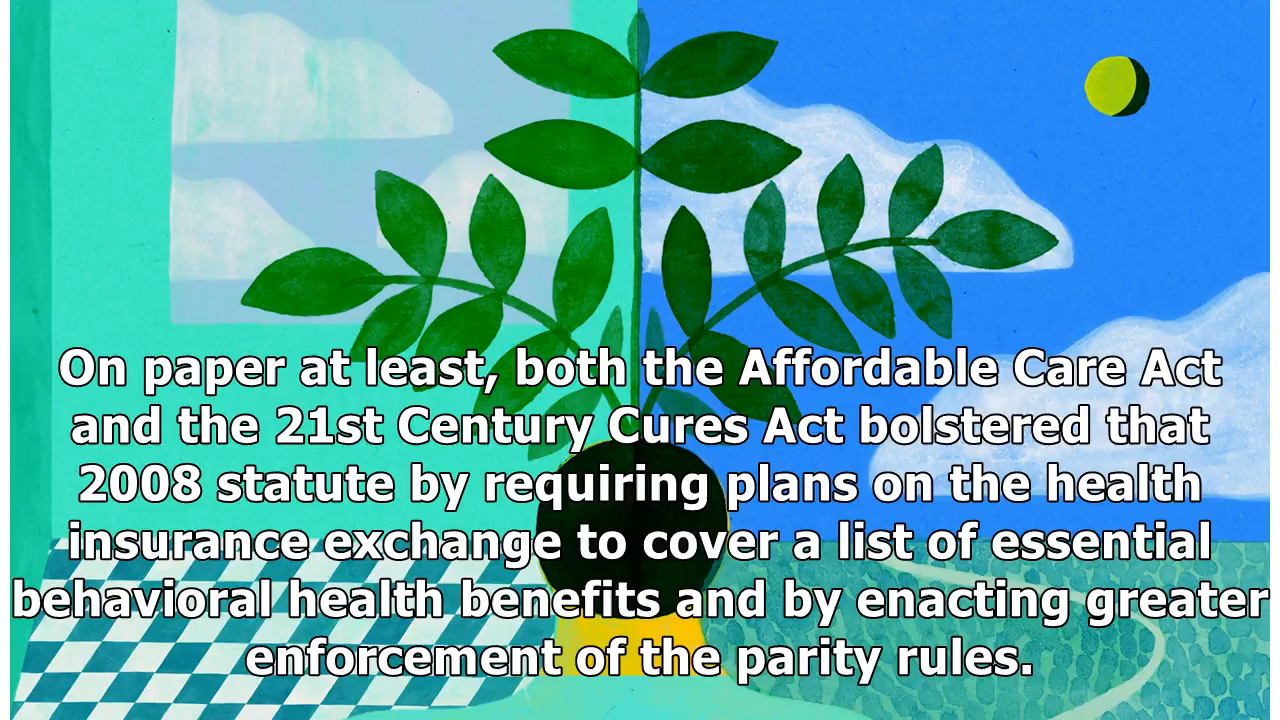 On paper at least, both the Affordable Care Act
and the 21st Century Cures Act bolstered that
2008 statute by requiring plans on the health
insurance exchange to cover a list of essential
behavioral health benefits and by enacting greater
enforcement of the parity rules.